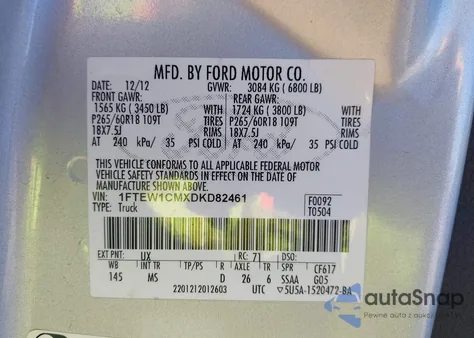 MFD. BY FORD MOTOR CO.
DATE: 12/12 GVWR: 3084 KG ( 6800 LB)
FRONT GAWR: REAR GAWR:
1565 KG ( 3450 LB) WITH 1724 KG ( 3800 LB) WITH
P265/60R18 109T TIRES P265/60R18 109T TIRES
18X7.5J RIMS 18X7.5J RIMS
AT 240 kPa/ 35 PSI COLD AT 240 kPa/ 35 PSI COLD
THIS VEHICLE CONFORMS TO ALL APPLICABLE FEDERAL MOTOR
VEHICLE SAFETY STANDARDS IN EFFECT ON THE DATE OF
MANUFACTURE SHOWN ABOVE.
VIN: 1FTEW1CMXDKD82461 F0092
TYPE: Truck T0504
EXT PNT: UX RC: 71 DSO:
WB INT TR TP/PS R AXLE TR SPR CF617
145 MS D 26 6 SSAA G05
2201212012603 UTC 5U5A-1520472-BA
autoSnap
Pewne auto z aukcji